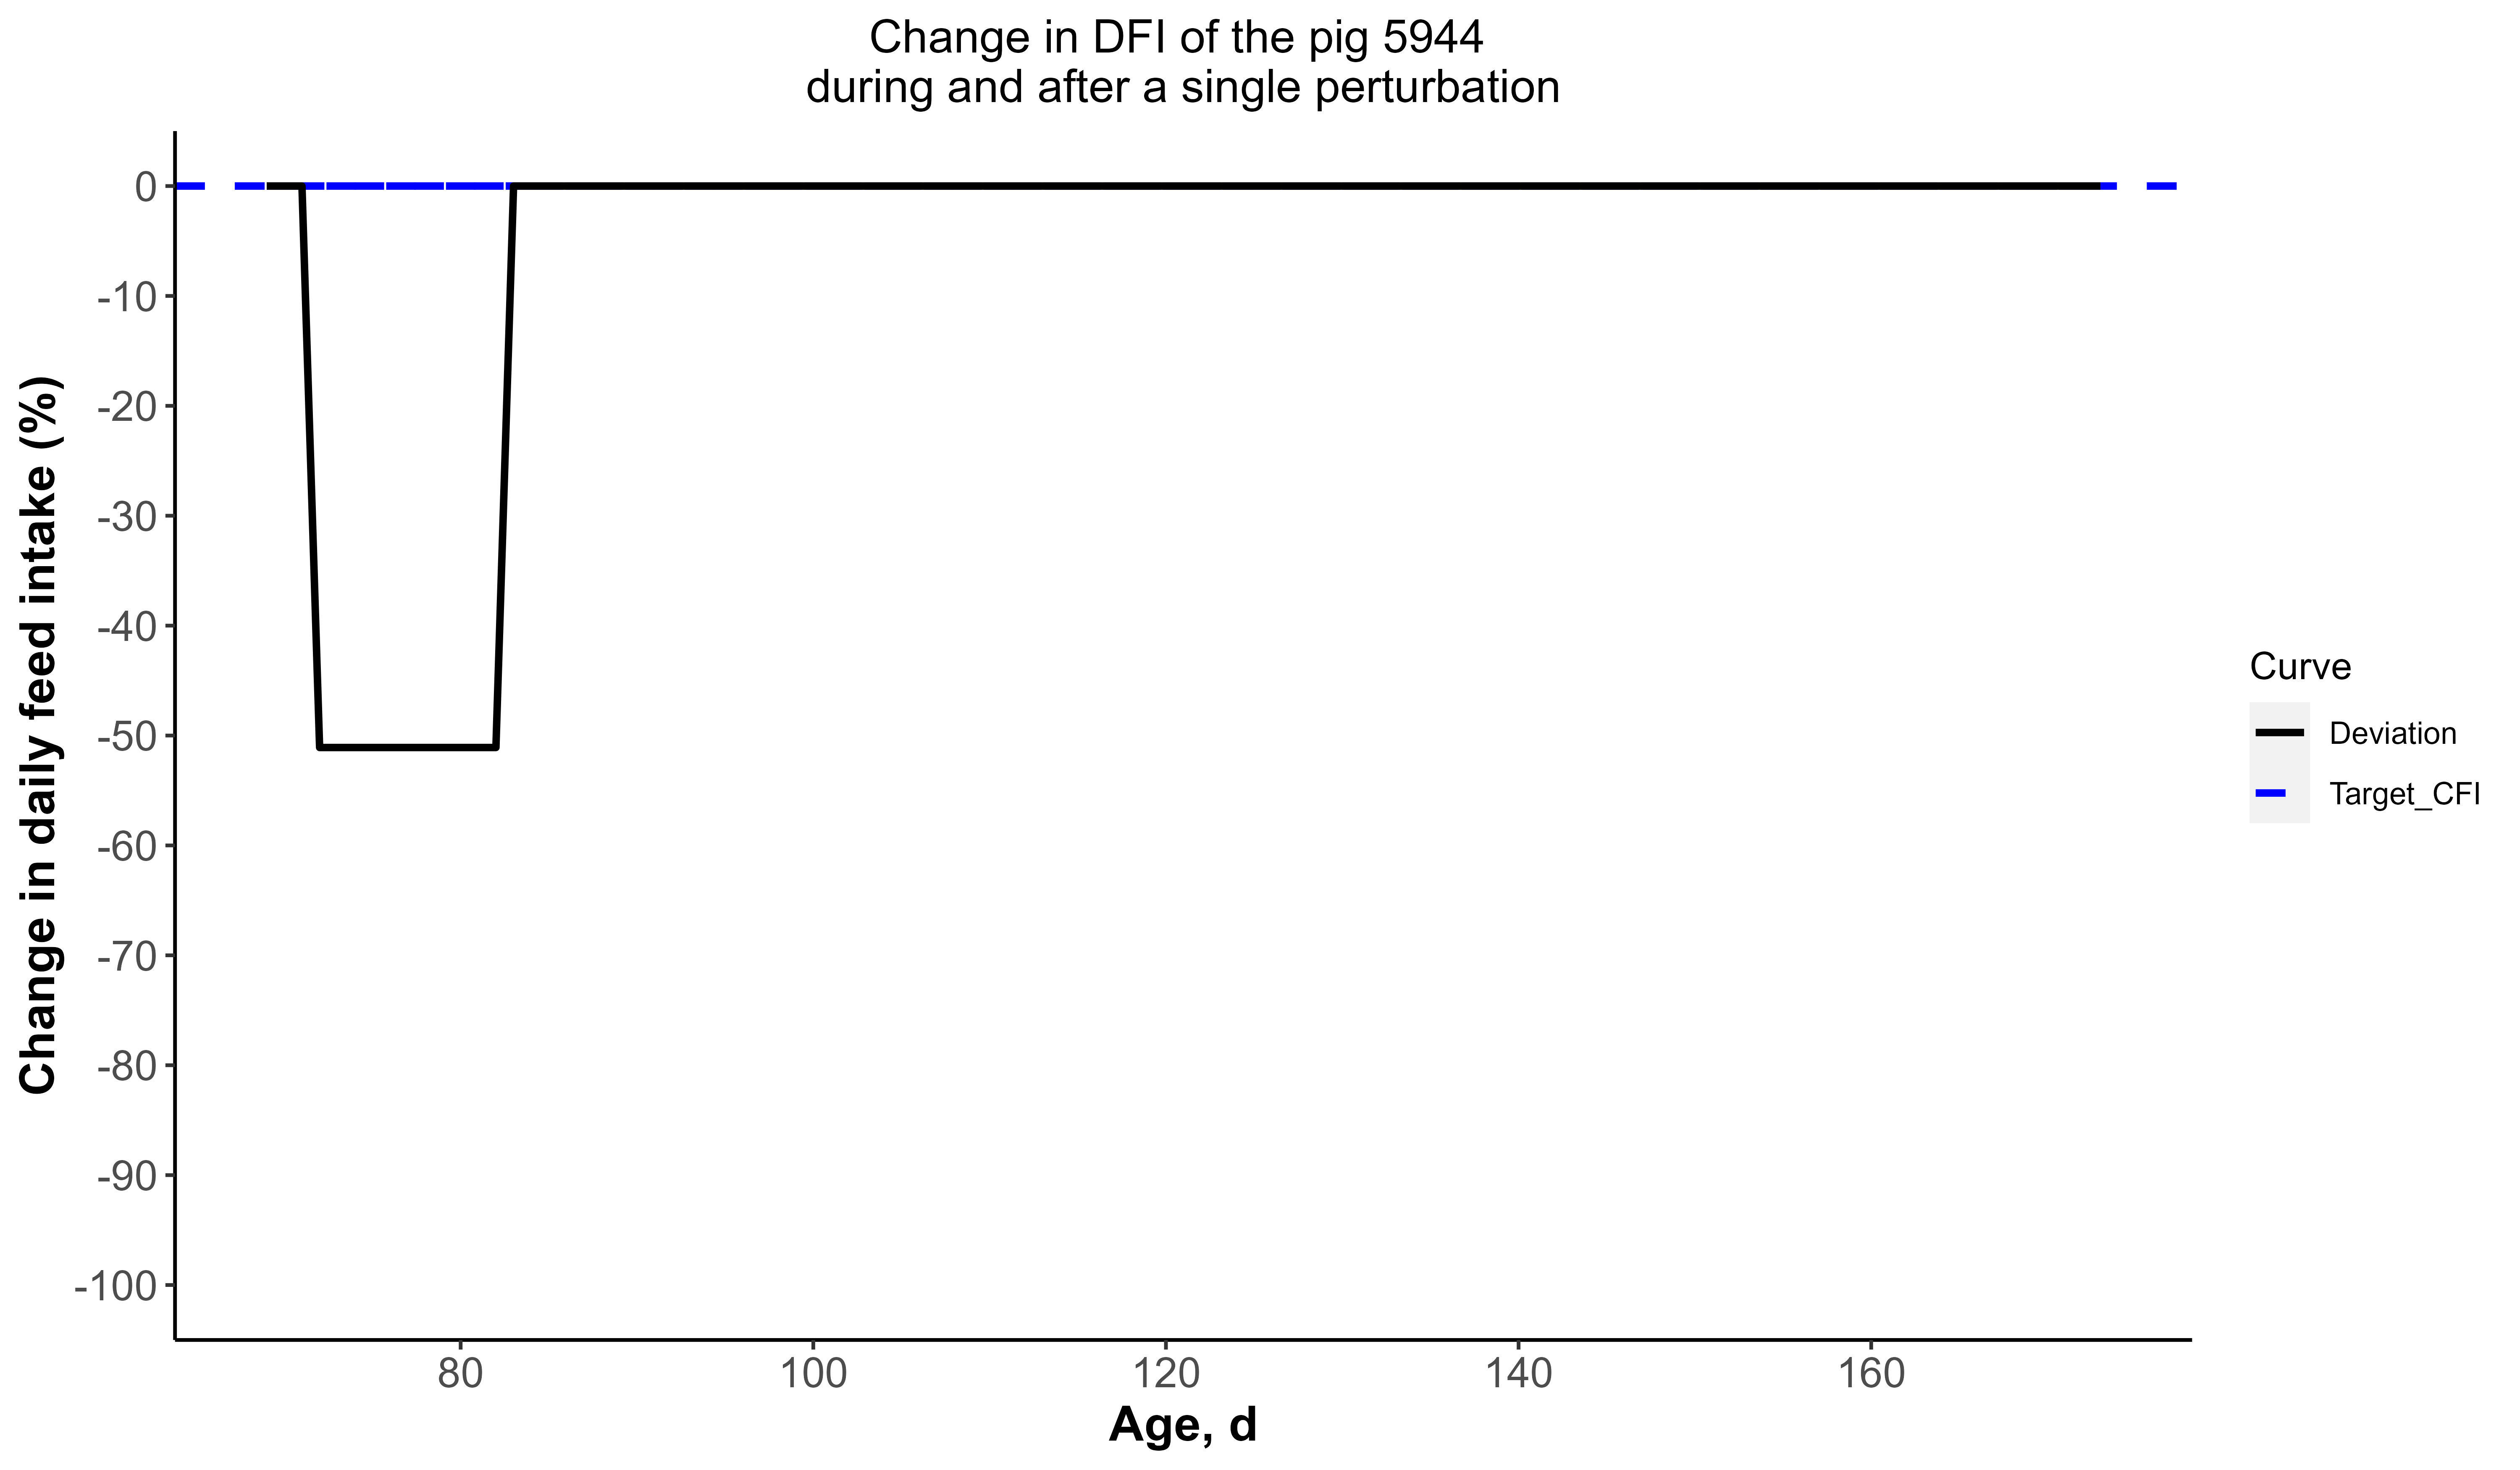 Change in DFI of the pig 5944
during and after a single perturbation
Change in daily feed intake (%)
0
-10
-20
-30
-40
-50
-60
-70
-80
-90
-100
80
100
120
140
160
Age, d
Curve
Deviation
Target_CFI